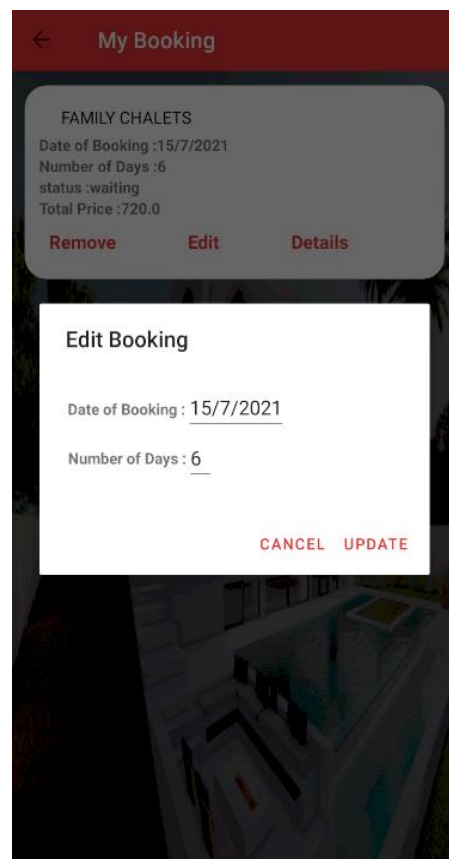 My Booking
FAMILY CHALETS
Date of Booking :15/7/2021
Number of Days :6
status :waiting
Total Price :720.0
Remove Edit Details
Edit Booking
Date of Booking : 15/7/2021
Number of Days : 6
CANCEL UPDATE